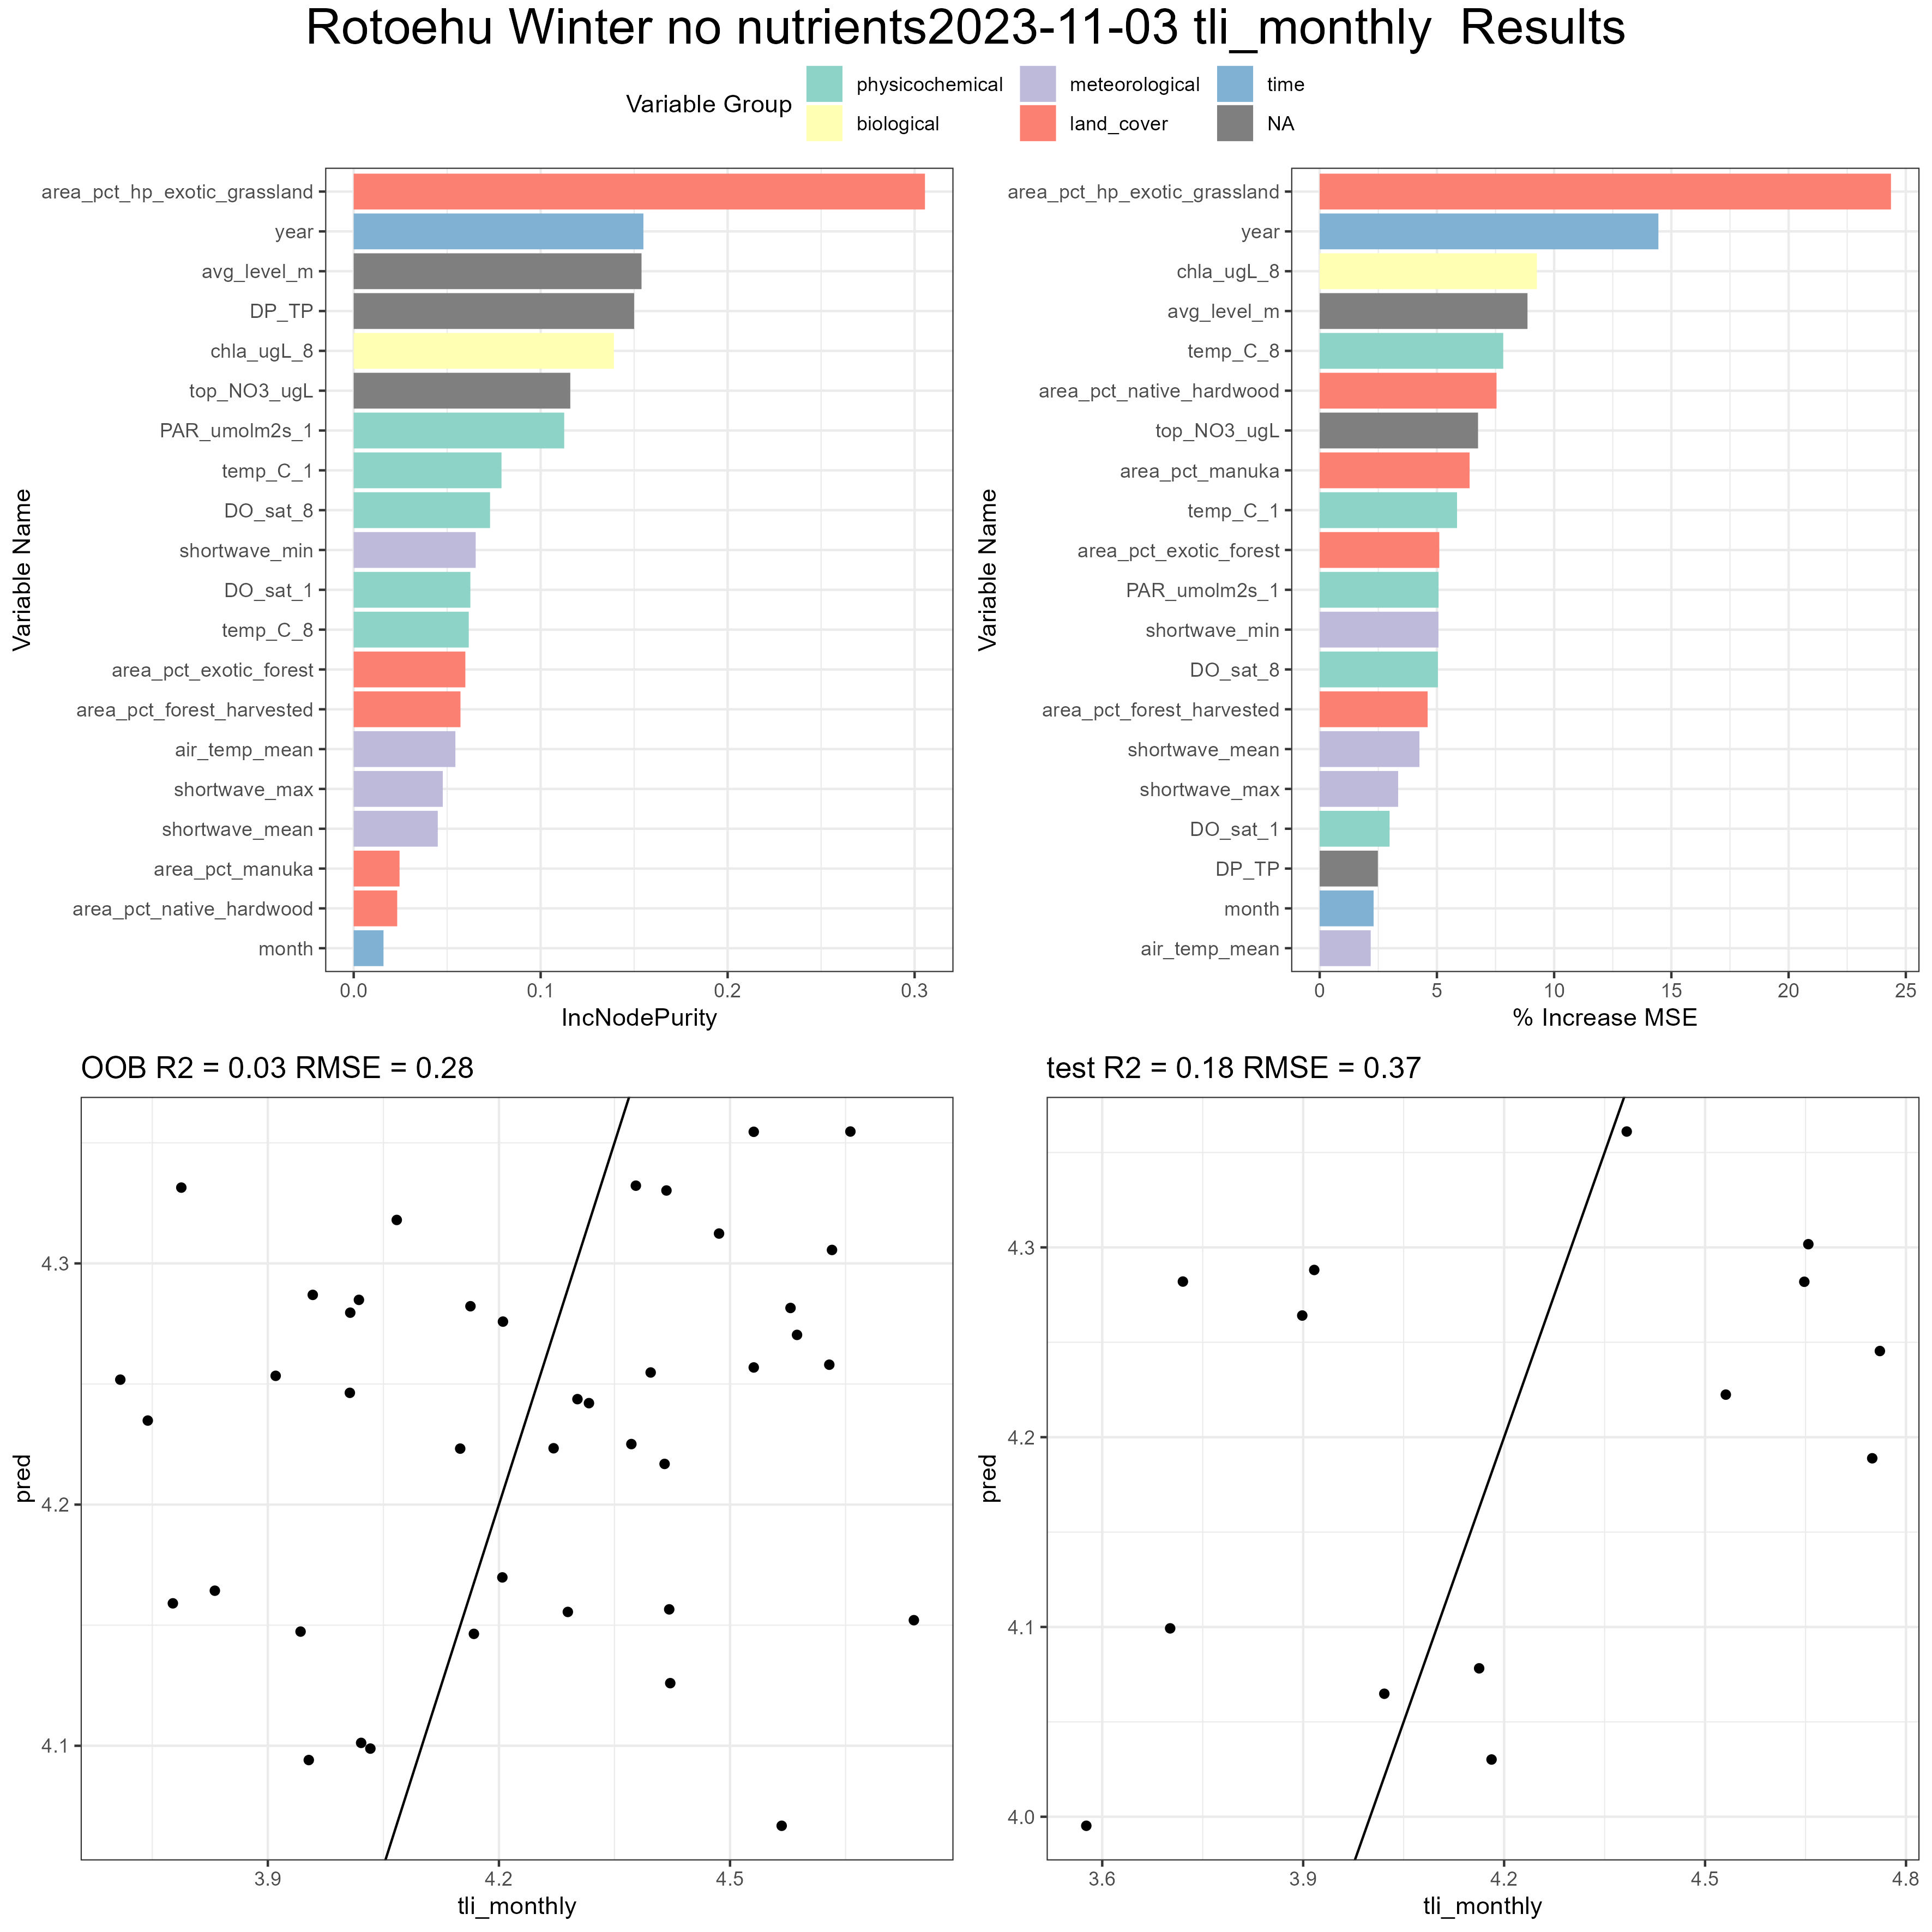 Rotoehu Winter no nutrients2023-11-03 tli_monthly  Results
Variable Group
physicochemical
meteorological
time
biological
land_cover
NA
Variable Name
area_pct_hp_exotic_grassland
year
avg_level_m
DP_TP
chla_ugL_8
top_NO3_ugL
PAR_umolm2s_1
temp_C_1
DO_sat_8
shortwave_min
DO_sat_1
temp_C_8
area_pct_exotic_forest
area_pct_forest_harvested
air_temp_mean
shortwave_max
shortwave_mean
area_pct_manuka
area_pct_native_hardwood
month
0.0 0.1 0.2 0.3
IncNodePurity
Variable Name
area_pct_hp_exotic_grassland
year
chla_ugL_8
avg_level_m
temp_C_8
area_pct_native_hardwood
top_NO3_ugL
area_pct_manuka
temp_C_1
area_pct_exotic_forest
PAR_umolm2s_1
shortwave_min
DO_sat_8
area_pct_forest_harvested
shortwave_mean
shortwave_max
DO_sat_1
DP_TP
month
air_temp_mean
0 5 10 15 20 25
% Increase MSE
OOB R2 = 0.03 RMSE = 0.28
pred
4.3
4.2
4.1
3.9 4.2 4.5
tli_monthly
test R2 = 0.18 RMSE = 0.37
pred
4.3
4.2
4.1
4.0
3.6 3.9 4.2 4.5 4.8
tli_monthly